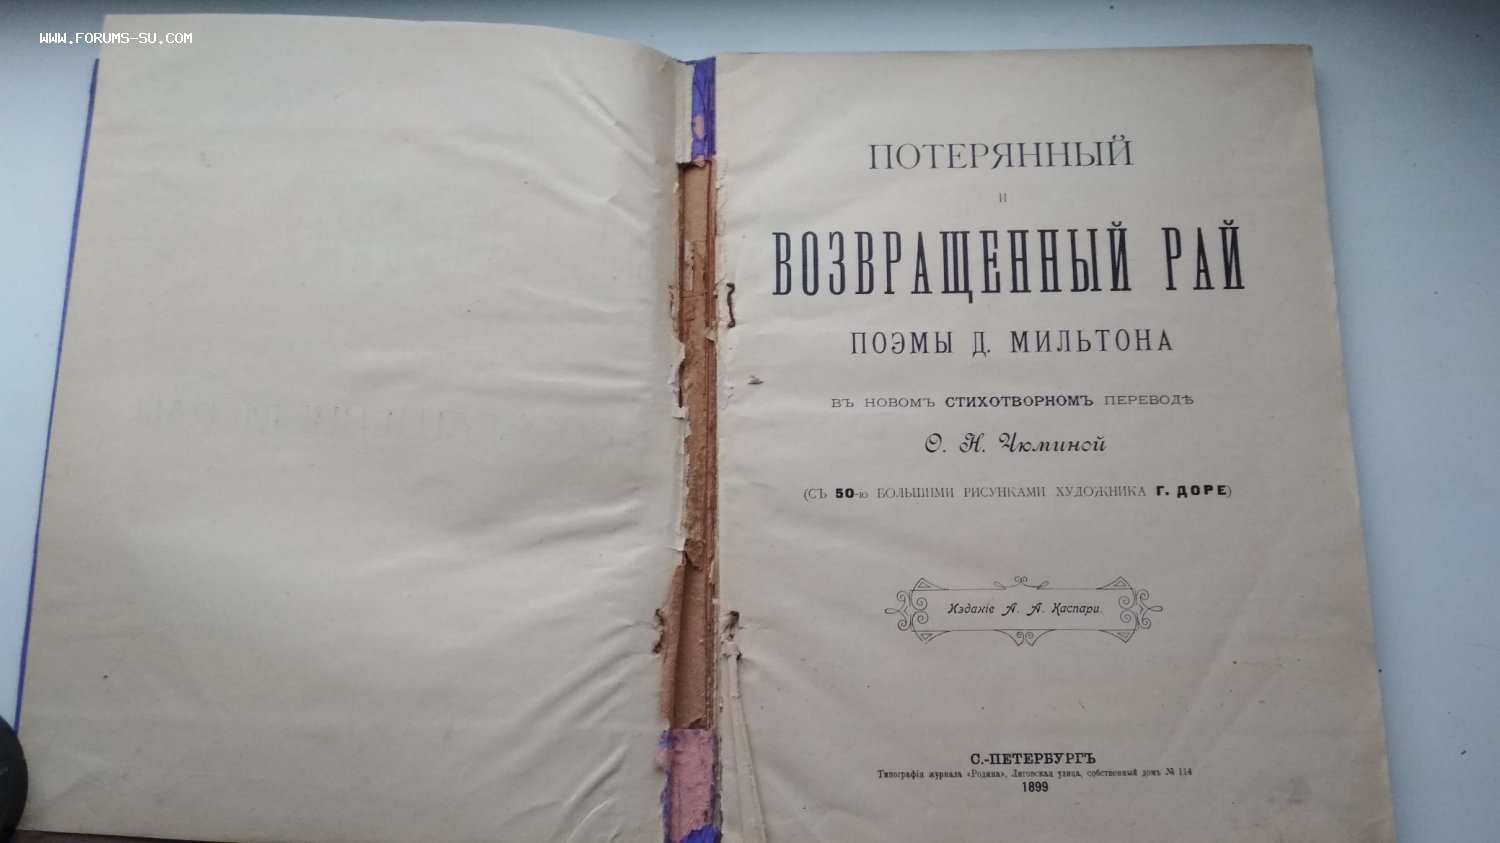 WWW.FORUMS-SU.COM
ПОТЕРЯННЫЙ
И
ВОЗВРАЩЕННЫЙ РАЙ
ПОЭМЫ Д. МИЛЬТОНА
ВЪ НОВОМЪ СТИХОТВОРНОМЪ ПЕРЕВОДѢ
О. Н. Чюминой
(СЪ 50-ю БОЛЬШИМИ РИСУНКАМИ ХУДОЖНИКА Г. ДОРЕ)
Изданіе А. А. Каспари.
С.-ПЕТЕРБУРГЪ
Типографія журнала «Родина», Лиговская улица, собственный домъ № 114
1899